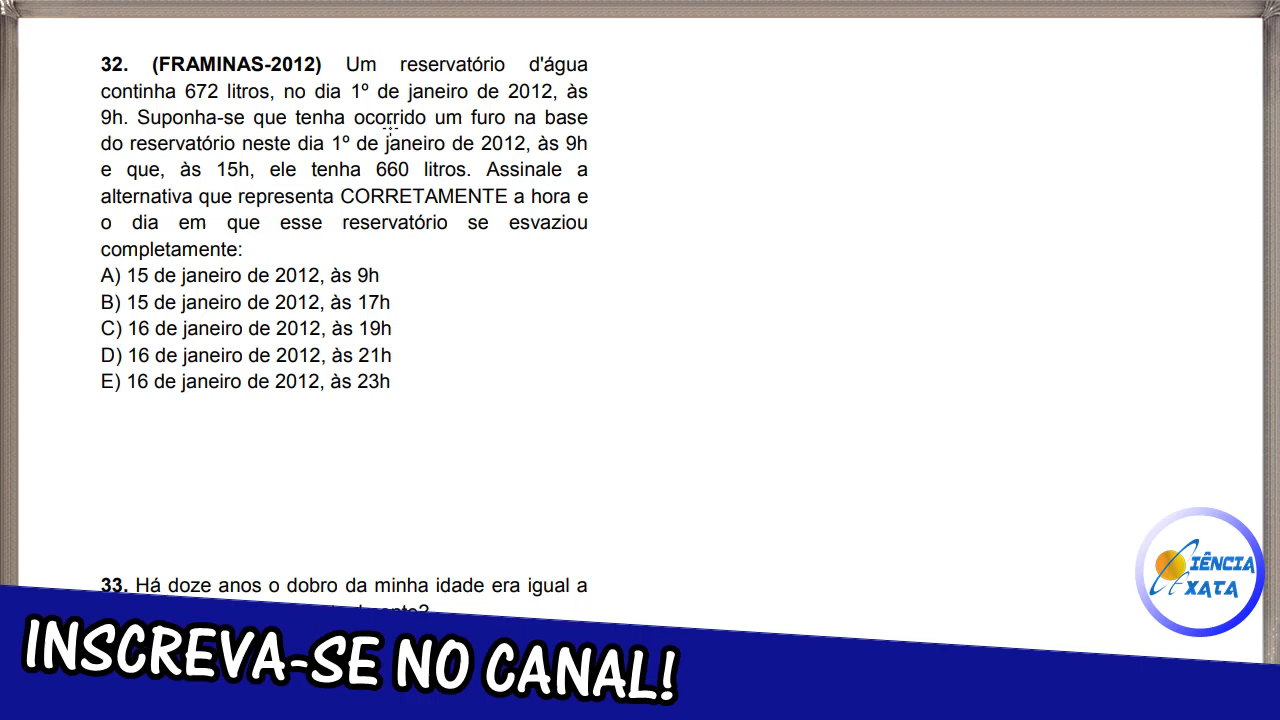 32. (FRAMINAS-2012) Um reservatório d'água
continha 672 litros, no dia 1º de janeiro de 2012, às
9h. Suponha-se que tenha ocorrido um furo na base
do reservatório neste dia 1º de janeiro de 2012, às 9h
e que, às 15h, ele tenha 660 litros. Assinale a
alternativa que representa CORRETAMENTE a hora e
o dia em que esse reservatório se esvaziou
completamente:
A) 15 de janeiro de 2012, às 9h
B) 15 de janeiro de 2012, às 17h
C) 16 de janeiro de 2012, às 19h
D) 16 de janeiro de 2012, às 21h
E) 16 de janeiro de 2012, às 23h
CIÊNCIA
EXATA
33. Há doze anos o dobro da minha idade era igual a
INSCREVA-SE NO CANAL!